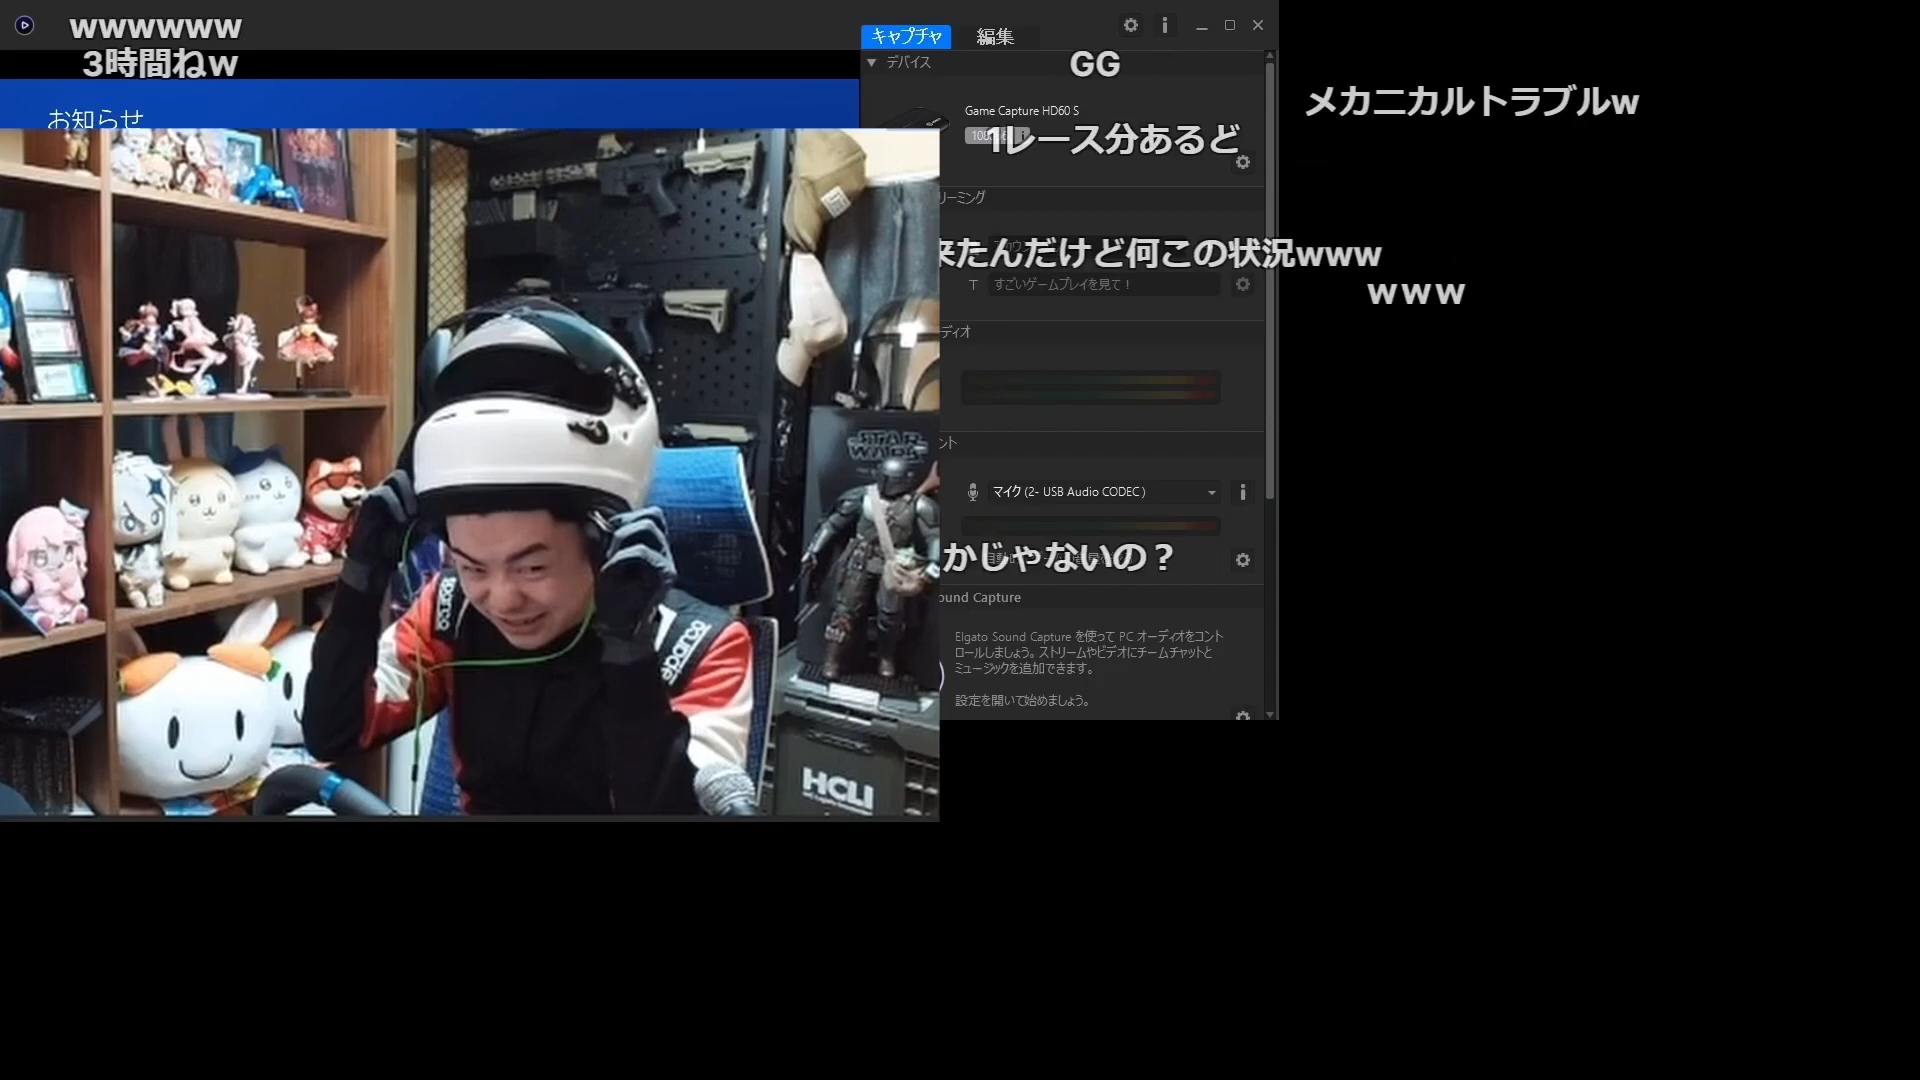 wwwwww
3時間ねw
お知らせ
キャプチャ
編集
デバイス
GG
メカニカルトラブルw
Game Capture HD60 S
1レース分あるど
リーミング
来たんだけど何この状況www
すごいゲームプレイを見て！
www
ディオ
STAR WARS
ント
マイク (2- USB Audio CODEC )
かじゃないの？
ound Capture
sparco
sparco
Elgato Sound Capture を使って PC オーディオをコント
ロールしましょう。ストリームやビデオにチームチャットと
ミュージックを追加できます。
設定を開いて始めましょう。
HCLI